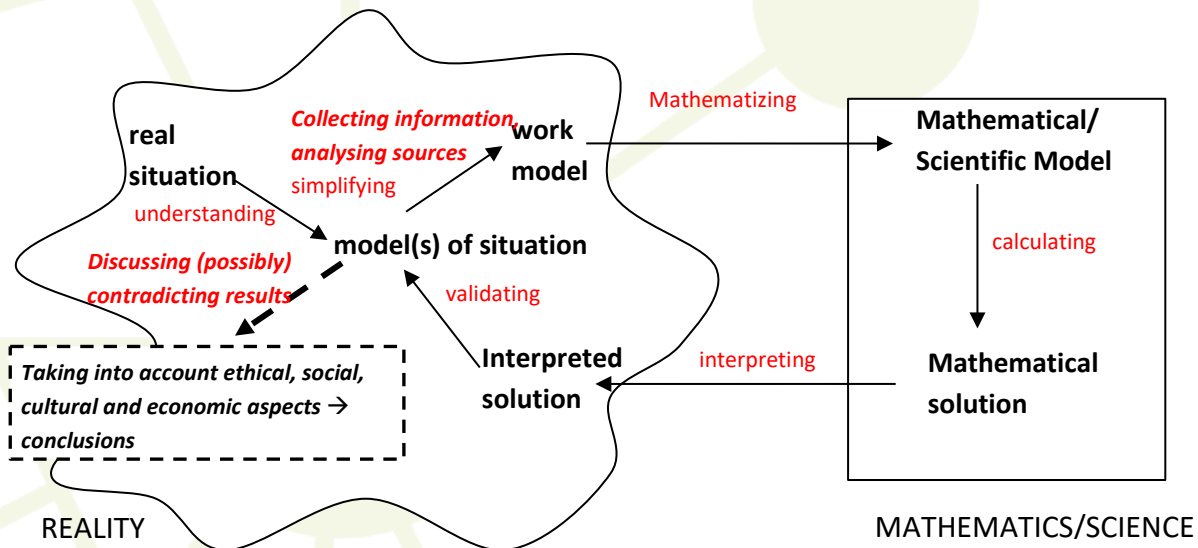 real
situation
understanding
Collecting information,
analysing sources
simplifying
work
model
Mathematizing
Mathematical/
Scientific Model
calculating
model(s) of situation
Discussing (possibly)
contradicting results
validating
Interpreted
solution
interpreting
Mathematical
solution
Taking into account ethical, social,
cultural and economic aspects →
conclusions
REALITY
MATHEMATICS/SCIENCE